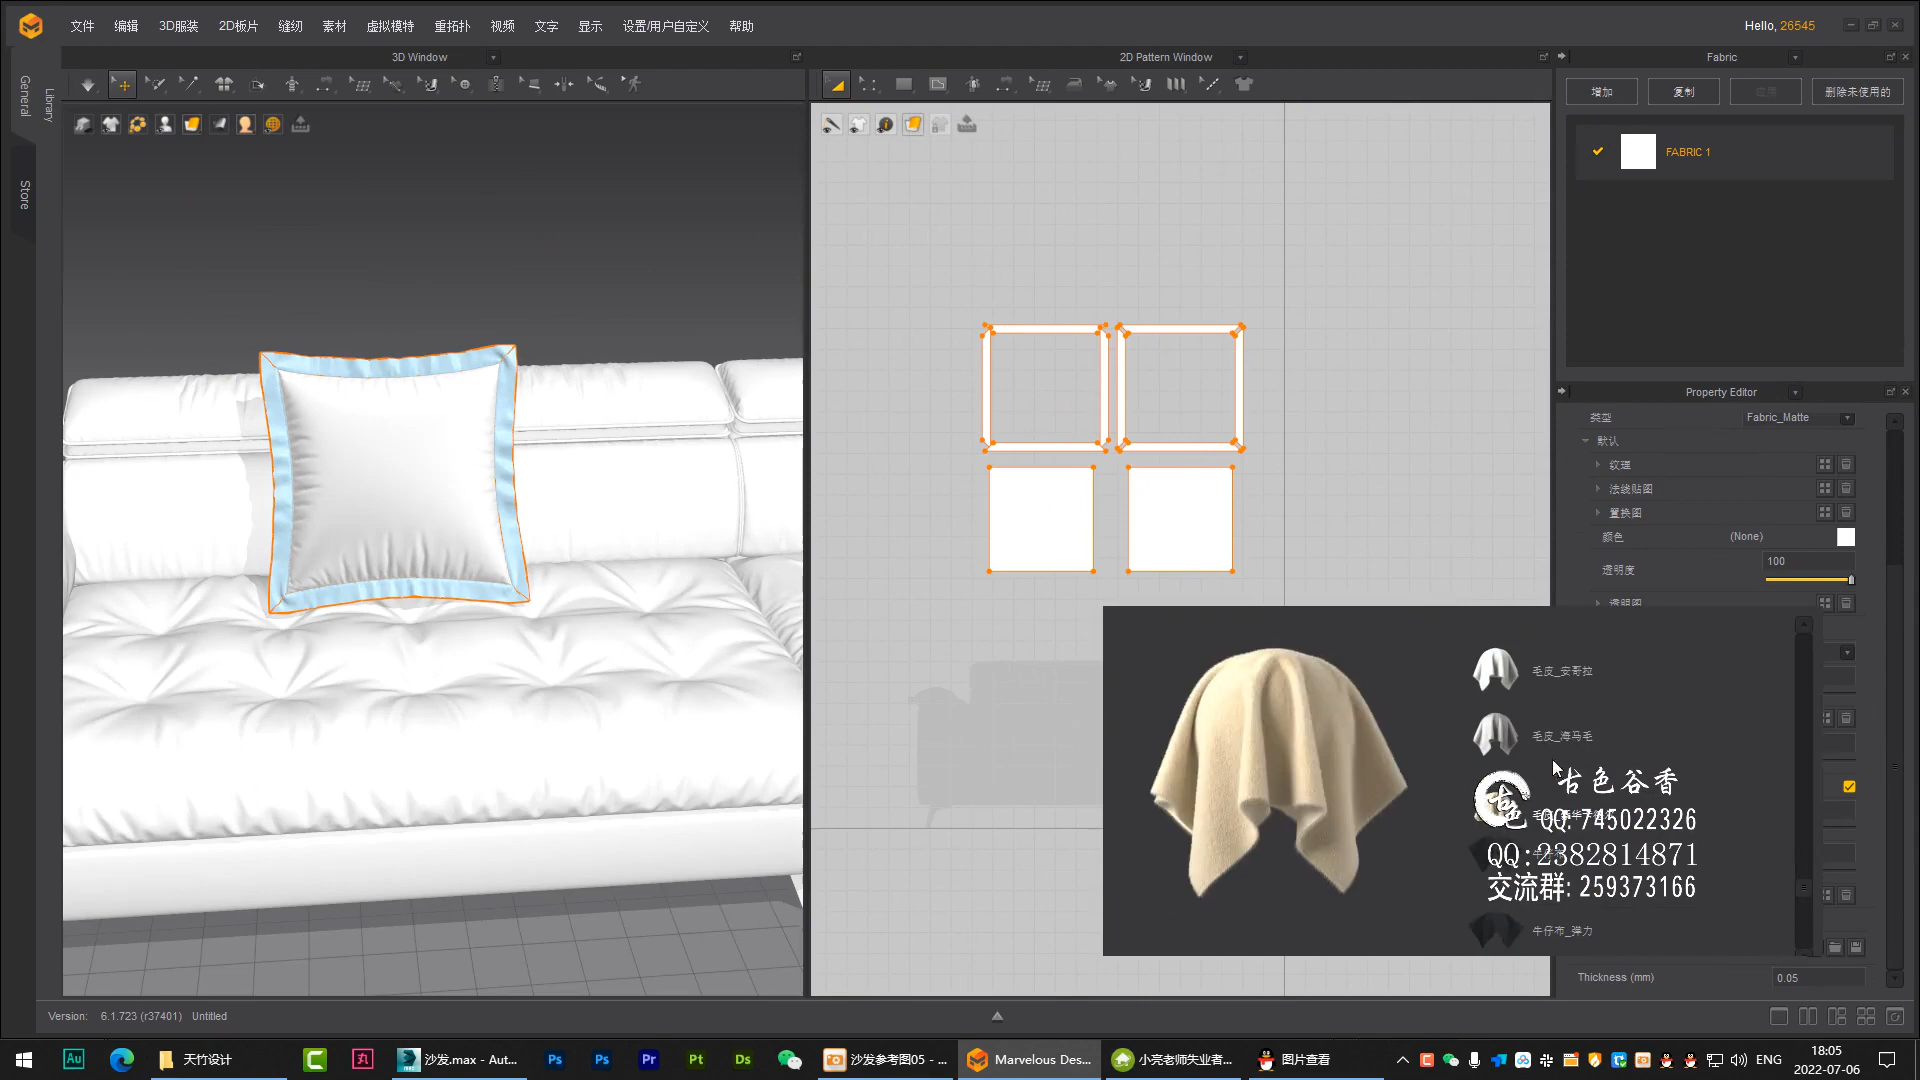 文件 编辑 3D服装 2D板片 缝纫 素材 虚拟模特 重拓扑 视频 文字 显示 设置/用户自定义 帮助
Hello, 26545
3D Window
2D Pattern Window
Fabric
General
Library
Store
增加 复制 删除未使用的
FABRIC 1
Property Editor
类型 Fabric_Matte
默认
纹理
法线贴图
置换图
颜色 (None)
透明度 100
透明图
毛皮_安哥拉
毛皮_海马毛
古色谷香
QQ: 745022326
QQ:2382814871
交流群: 259373166
牛仔布_弹力
Thickness (mm) 0.05
Version: 6.1.723 (r37401) Untitled
天竹设计
沙发.max - Aut...
沙发参考图05 - ...
Marvelous Des...
小亮老师失业者...
图片查看
ENG
18:05
2022-07-06